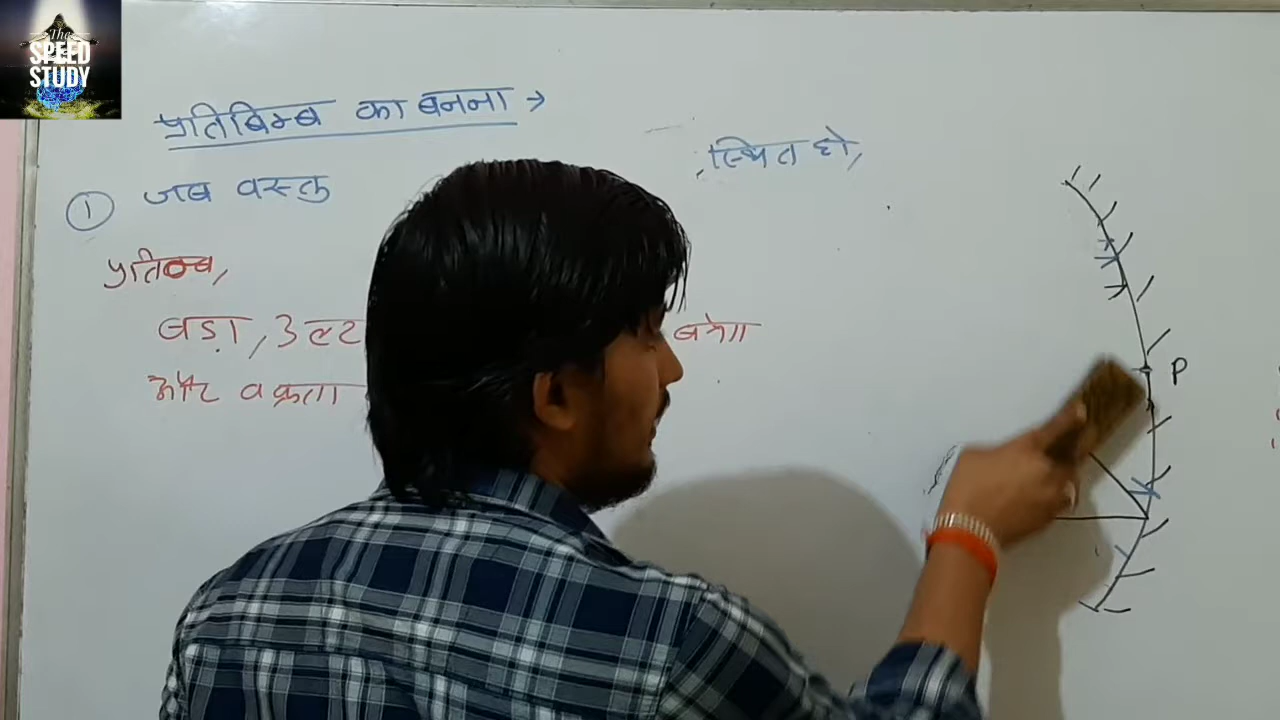 The
SPEED
STUDY
प्रतिबिम्ब का बनना →
, स्थित हो,
① जब वस्तु
प्रतिम्ब,
बड़ा, उल्ट
बनेगा
और वक्रता
P